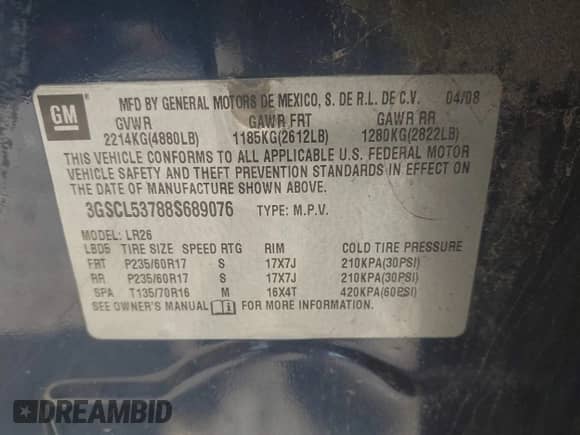 GM
MFD BY GENERAL MOTORS DE MEXICO, S. DE R.L. DE C.V. 04/08
GVWR GAWR FRT GAWR RR
2214KG(4880LB) 1185KG(2612LB) 1280KG(2822LB)
THIS VEHICLE CONFORMS TO ALL APPLICABLE U.S. FEDERAL MOTOR
VEHICLE SAFETY AND THEFT PREVENTION STANDARDS IN EFFECT ON
THE DATE OF MANUFACTURE SHOWN ABOVE.
3GSCL53788S689076 TYPE: M.P.V.
MODEL: LR26
LBD5 TIRE SIZE SPEED RTG RIM COLD TIRE PRESSURE
FRT P235/60R17 S 17X7J 210KPA(30PSI)
RR P235/60R17 S 17X7J 210KPA(30PSI)
SPA T135/70R16 M 16X4T 420KPA(60PSI)
SEE OWNER'S MANUAL FOR MORE INFORMATION.
DREAMBID